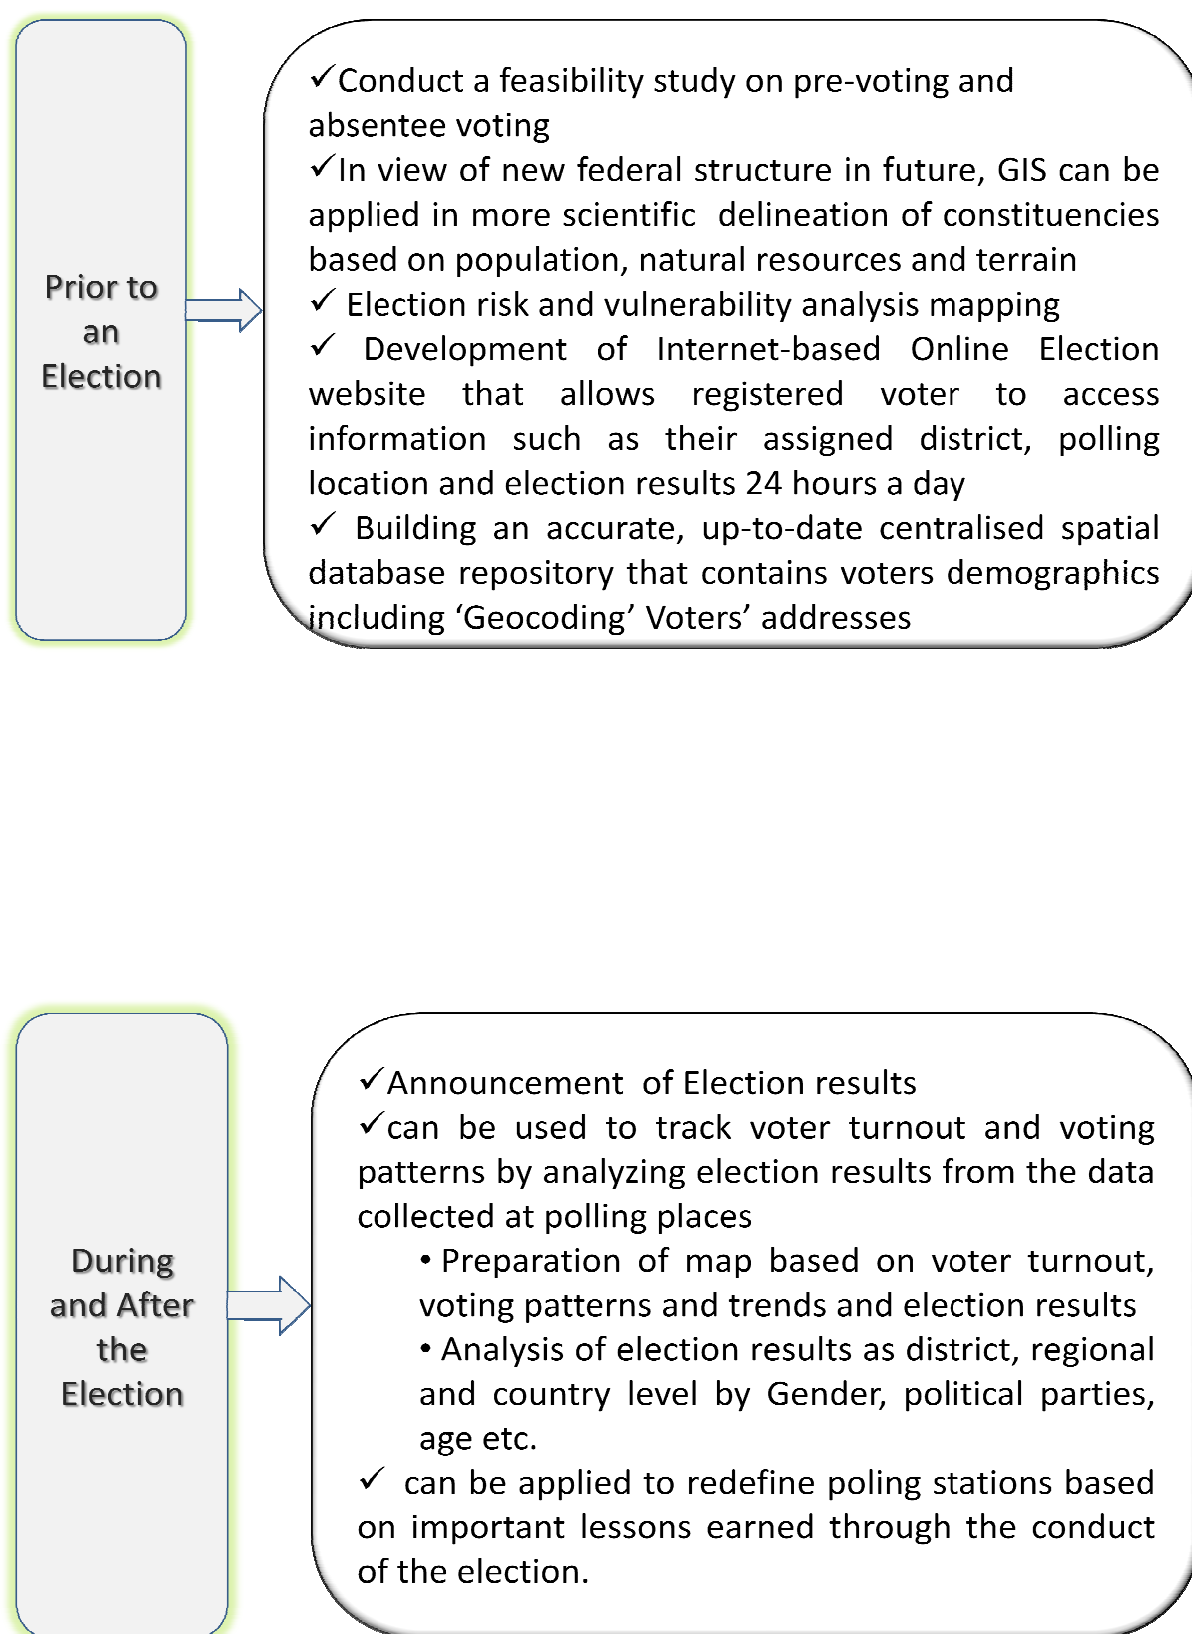 Prior to
an
Election
✓Conduct a feasibility study on pre-voting and
absentee voting
✓In view of new federal structure in future, GIS can be
applied in more scientific delineation of constituencies
based on population, natural resources and terrain
✓ Election risk and vulnerability analysis mapping
✓ Development of Internet-based Online Election
website that allows registered voter to access
information such as their assigned district, polling
location and election results 24 hours a day
✓ Building an accurate, up-to-date centralised spatial
database repository that contains voters demographics
including ‘Geocoding’ Voters’ addresses
During
and After
the
Election
✓Announcement of Election results
✓can be used to track voter turnout and voting
patterns by analyzing election results from the data
collected at polling places
• Preparation of map based on voter turnout,
voting patterns and trends and election results
• Analysis of election results as district, regional
and country level by Gender, political parties,
age etc.
✓ can be applied to redefine poling stations based
on important lessons earned through the conduct
of the election.